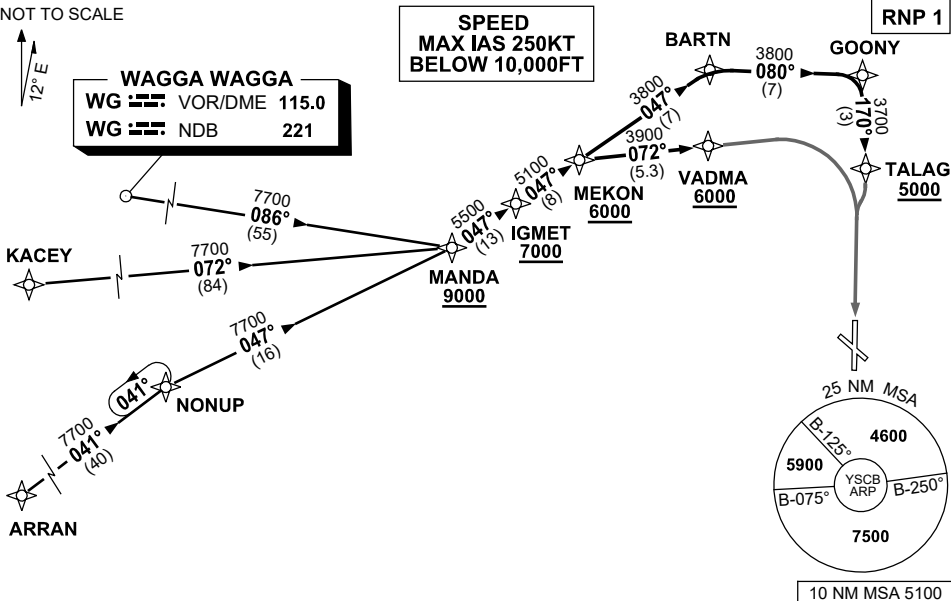 NOT TO SCALE
12° E
SPEED
MAX IAS 250KT
BELOW 10,000FT
RNP 1
WAGGA WAGGA
WG VOR/DME 115.0
WG NDB 221
BARTN
3800
080°
(7)
GOONY
3700
170°
(3)
TALAG
5000
3800
047°
(7)
3900
072°
(5.3)
VADMA
6000
MEKON
6000
5100
047°
(8)
IGMET
7000
5500
047°
(13)
MANDA
9000
7700
086°
(55)
KACEY
7700
072°
(84)
7700
047°
(16)
041°
NONUP
7700
041°
(40)
ARRAN
25 NM MSA
B-125°
4600
5900
YSCB
ARP
B-075°
B-250°
7500
10 NM MSA 5100